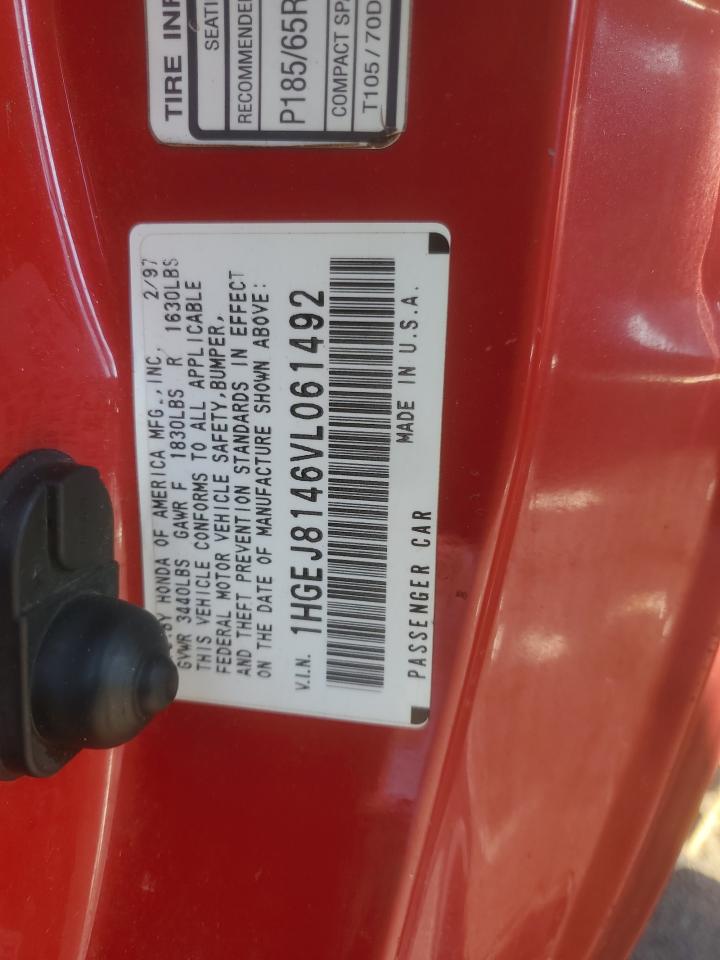 TIRE INF
SEATI
RECOMMENDE
P185/65R
COMPACT SP
T105/70D
BY HONDA OF AMERICA MFG., INC. 2/97
GVWR 3440LBS GAWR F 1830LBS R 1630LBS
THIS VEHICLE CONFORMS TO ALL APPLICABLE
FEDERAL MOTOR VEHICLE SAFETY, BUMPER,
AND THEFT PREVENTION STANDARDS IN EFFECT
ON THE DATE OF MANUFACTURE SHOWN ABOVE:
V.I.N. 1HGEJ8146VL061492
MADE IN U.S.A.
PASSENGER CAR